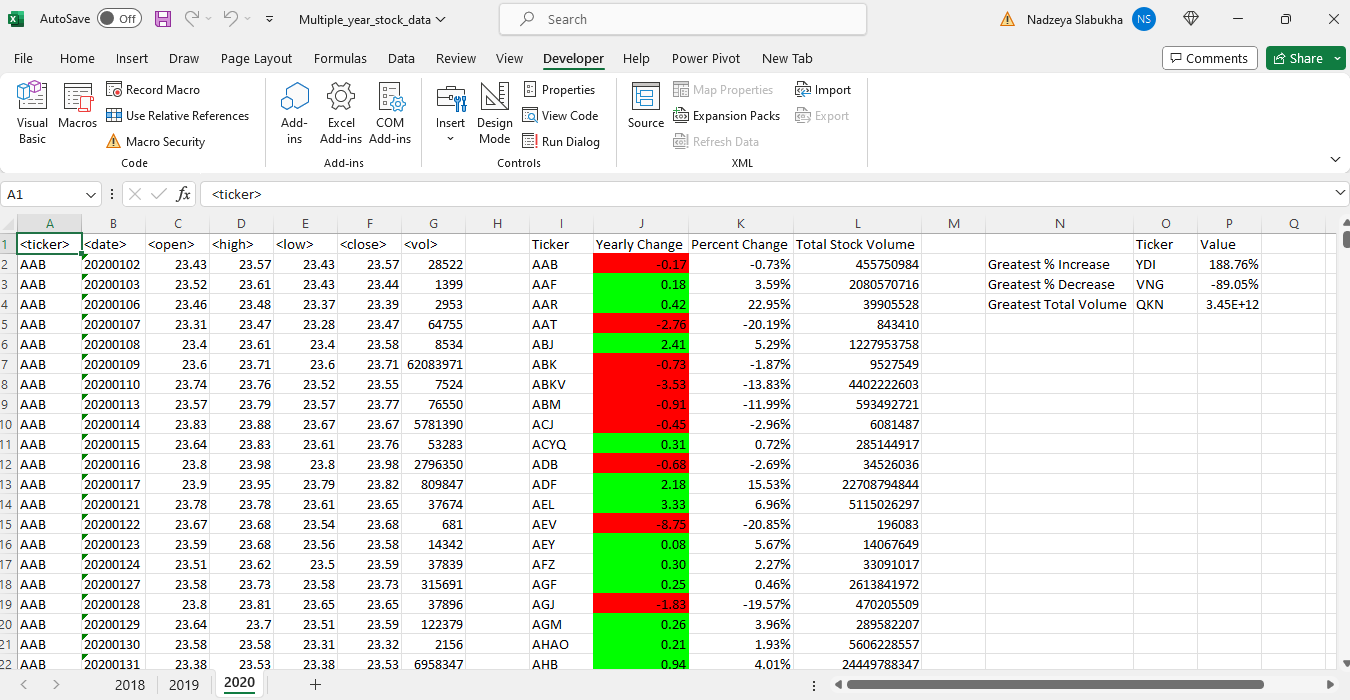 AutoSave Off Multiple_year_stock_data Search Nadzeya Slabukha NS
File Home Insert Draw Page Layout Formulas Data Review View Developer Help Power Pivot New Tab Comments Share
Visual Basic Macros Record Macro Use Relative References Macro Security Code
Add-ins Excel Add-ins COM Add-ins Add-ins
Insert Design Mode Properties View Code Run Dialog Controls
Source Map Properties Expansion Packs Refresh Data Import Export XML
A1 fx <ticker>
A B C D E F G H I J K L M N O P Q
1 <ticker> <date> <open> <high> <low> <close> <vol> Ticker Yearly Change Percent Change Total Stock Volume Ticker Value
2 AAB 20200102 23.43 23.57 23.43 23.57 28522 AAB -0.17 -0.73% 455750984 Greatest % Increase YDI 188.76%
3 AAB 20200103 23.52 23.61 23.43 23.44 1399 AAF 0.18 3.59% 2080570716 Greatest % Decrease VNG -89.05%
4 AAB 20200106 23.46 23.48 23.37 23.39 2953 AAR 0.42 22.95% 39905528 Greatest Total Volume QKN 3.45E+12
5 AAB 20200107 23.31 23.47 23.28 23.47 64755 AAT -2.76 -20.19% 843410
6 AAB 20200108 23.4 23.61 23.4 23.58 8534 ABJ 2.41 5.29% 1227953758
7 AAB 20200109 23.6 23.71 23.6 23.71 62083971 ABK -0.73 -1.87% 9527549
8 AAB 20200110 23.74 23.76 23.52 23.55 7524 ABKV -3.53 -13.83% 4402222603
9 AAB 20200113 23.57 23.79 23.57 23.77 76550 ABM -0.91 -11.99% 593492721
10 AAB 20200114 23.83 23.88 23.67 23.67 5781390 ACJ -0.45 -2.96% 6081487
11 AAB 20200115 23.64 23.83 23.61 23.76 53283 ACYQ 0.31 0.72% 285144917
12 AAB 20200116 23.8 23.98 23.8 23.98 2796350 ADB -0.68 -2.69% 34526036
13 AAB 20200117 23.9 23.95 23.79 23.82 809847 ADF 2.18 15.53% 22708794844
14 AAB 20200121 23.78 23.78 23.61 23.65 37674 AEL 3.33 6.96% 5115026297
15 AAB 20200122 23.67 23.68 23.54 23.68 681 AEV -8.75 -20.85% 196083
16 AAB 20200123 23.59 23.68 23.56 23.58 14342 AEY 0.08 5.67% 14067649
17 AAB 20200124 23.51 23.62 23.5 23.59 37839 AFZ 0.30 2.27% 33091017
18 AAB 20200127 23.58 23.73 23.58 23.73 315691 AGF 0.25 0.46% 2613841972
19 AAB 20200128 23.8 23.81 23.65 23.65 37896 AGJ -1.83 -19.57% 470205509
20 AAB 20200129 23.64 23.7 23.51 23.59 122379 AGM 0.26 3.96% 289582207
21 AAB 20200130 23.58 23.58 23.31 23.32 2156 AHAO 0.21 1.93% 5606228557
22 AAB 20200131 23.38 23.53 23.38 23.53 6958347 AHB 0.94 4.01% 24449788347
2018 2019 2020